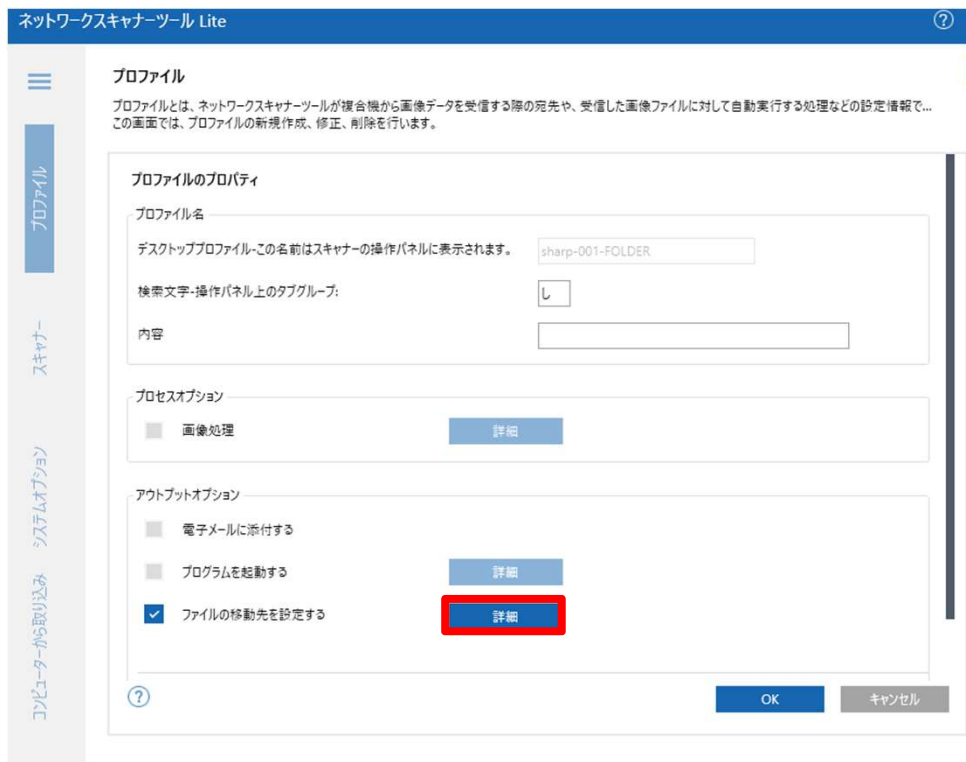 ネットワークスキャナーツール Lite
?
プロファイル
プロファイルとは、ネットワークスキャナーツールが複合機から画像データを受信する際の宛先や、受信した画像ファイルに対して自動実行する処理などの設定情報で...
この画面では、プロファイルの新規作成、修正、削除を行います。
プロファイル
スキャナー
システムオプション
コンピューターから取り込み
プロファイルのプロパティ
プロファイル名
デスクトッププロファイル-この名前はスキャナーの操作パネルに表示されます。 sharp-001-FOLDER
検索文字-操作パネル上のタブグループ: し
内容
プロセスオプション
画像処理 詳細
アウトプットオプション
電子メールに添付する
プログラムを起動する 詳細
ファイルの移動先を設定する 詳細
? OK キャンセル